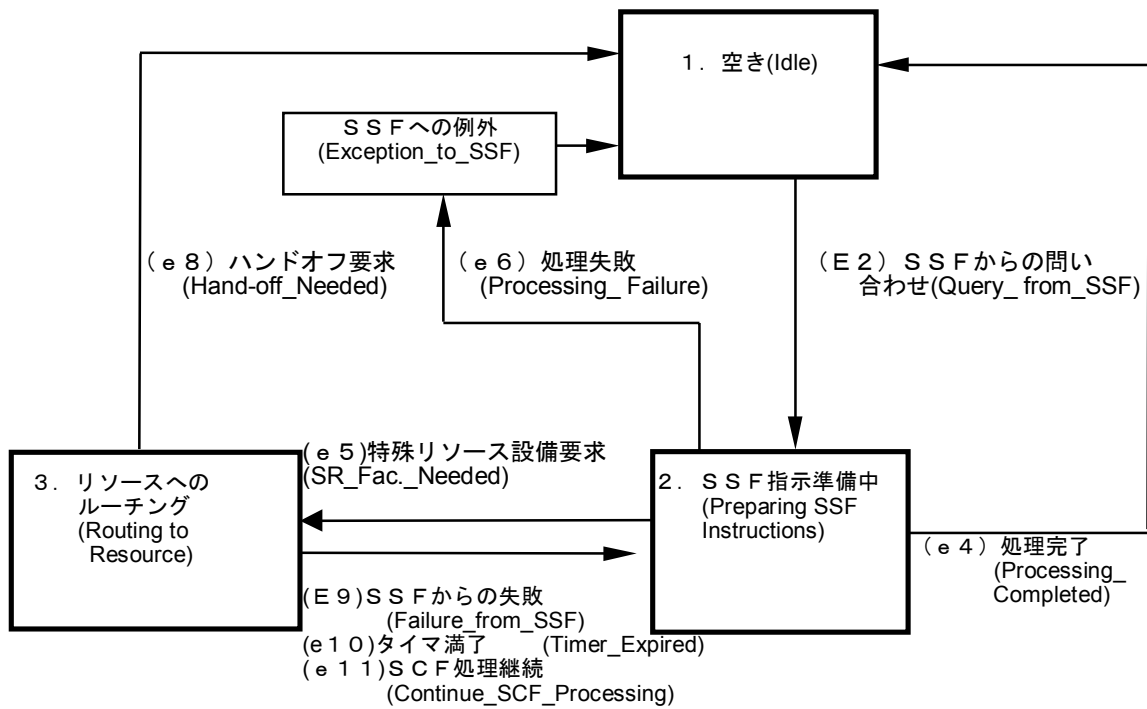 １．空き(Idle)
ＳＳＦへの例外
(Exception_to_SSF)
（ｅ８）ハンドオフ要求
(Hand-off_Needed)
（ｅ６）処理失敗
(Processing_ Failure)
（Ｅ２）ＳＳＦからの問い
合わせ(Query_ from_SSF)
(ｅ５)特殊リソース設備要求
(SR_Fac._Needed)
３．リソースへの
ルーチング
(Routing to
Resource)
２．ＳＳＦ指示準備中
(Preparing SSF
Instructions)
（ｅ４）処理完了
(Processing_
Completed)
(Ｅ９)ＳＳＦからの失敗
(Failure_from_SSF)
(ｅ１０)タイマ満了 (Timer_Expired)
(ｅ１１)ＳＣＦ処理継続
(Continue_SCF_Processing)